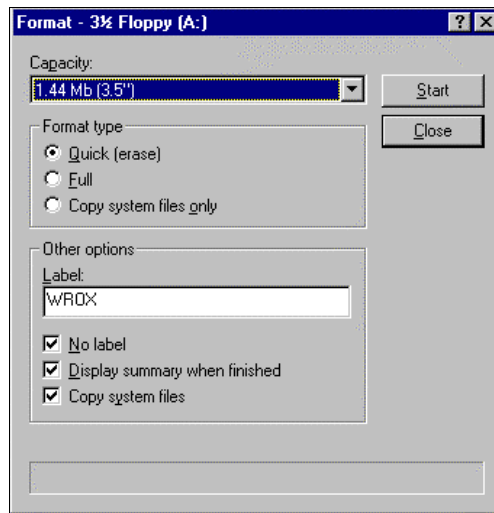 Format - 3½ Floppy (A:)
Capacity:
1.44 Mb (3.5")
Start
Close
Format type
Quick (erase)
Full
Copy system files only
Other options
Label:
WROX
No label
Display summary when finished
Copy system files